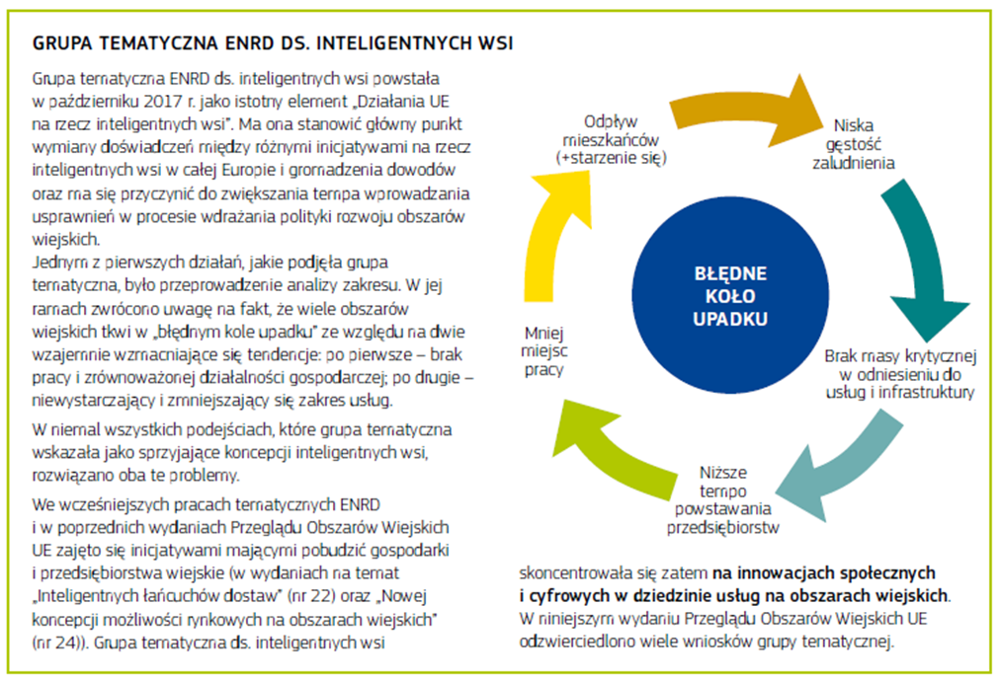 GRUPA TEMATYCZNA ENRD DS. INTELIGENTNYCH WSI
Grupa tematyczna ENRD ds. inteligentnych wsi powstała
w październiku 2017 r. jako istotny element „Działania UE
na rzecz inteligentnych wsi”. Ma ona stanowić główny punkt
wymiany doświadczeń między różnymi inicjatywami na rzecz
inteligentnych wsi w całej Europie i gromadzenia dowodów
oraz ma się przyczynić do zwiększania tempa wprowadzania
usprawnień w procesie wdrażania polityki rozwoju obszarów
wiejskich.
Jednym z pierwszych działań, jakie podjęła grupa
tematyczna, było przeprowadzenie analizy zakresu. W jej
ramach zwrócono uwagę na fakt, że wiele obszarów
wiejskich tkwi w „błędnym kole upadku” ze względu na dwie
wzajemnie wzmacniające się tendencje: po pierwsze – brak
pracy i zrównoważonej działalności gospodarczej; po drugie –
niewystarczający i zmniejszający się zakres usług.
W niemal wszystkich podejściach, które grupa tematyczna
wskazała jako sprzyjające koncepcji inteligentnych wsi,
rozwiązano oba te problemy.
We wcześniejszych pracach tematycznych ENRD
i w poprzednich wydaniach Przeglądu Obszarów Wiejskich
UE zajęto się inicjatywami mającymi pobudzić gospodarki
i przedsiębiorstwa wiejskie (w wydaniach na temat
„Inteligentnych łańcuchów dostaw” (nr 22) oraz „Nowej
koncepcji możliwości rynkowych na obszarach wiejskich”
(nr 24)). Grupa tematyczna ds. inteligentnych wsi
Odpływ
mieszkańców
(+starzenie się)
Niska
gęstość
zaludnienia
BŁĘDNE
KOŁO
UPADKU
Brak masy krytycznej
w odniesieniu do
usług i infrastruktury
Mniej
miejsc
pracy
Niższe
tempo
powstawania
przedsiębiorstw
skoncentrowała się zatem na innowacjach społecznych
i cyfrowych w dziedzinie usług na obszarach wiejskich.
W niniejszym wydaniu Przeglądu Obszarów Wiejskich UE
odzwierciedlono wiele wniosków grupy tematycznej.